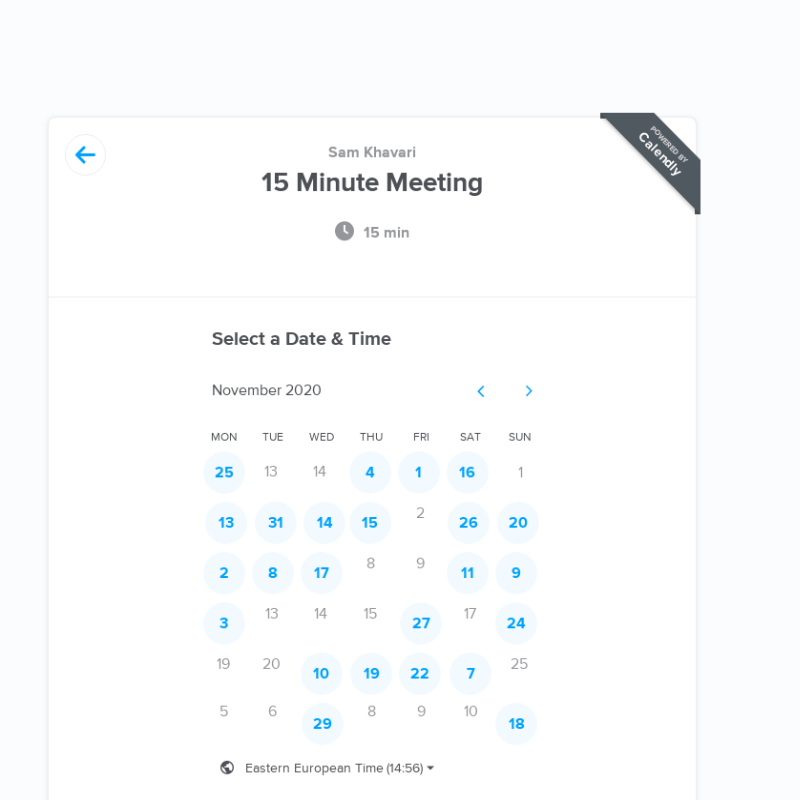 Sam Khavari
15 Minute Meeting
15 min
POWERED BY
Calendly
Select a Date & Time
November 2020
MON TUE WED THU FRI SAT SUN
25 13 14 4 1 16 1
13 31 14 15 2 26 20
2 8 17 8 9 11 9
3 13 14 15 27 17 24
19 20 10 19 22 7 25
5 6 29 8 9 10 18
Eastern European Time (14:56)